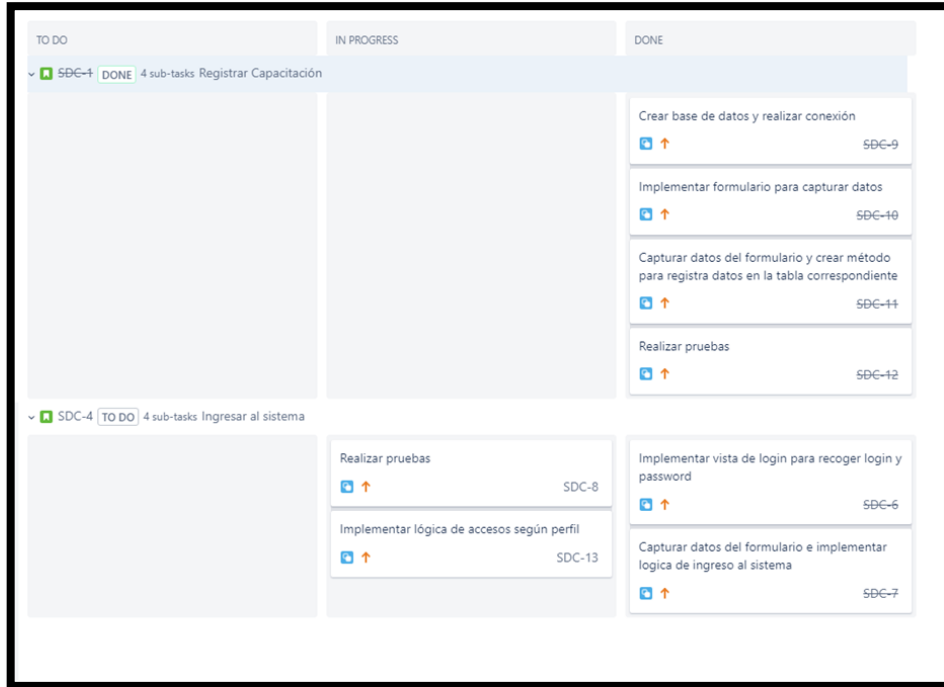 TO DO IN PROGRESS DONE
SDC-1 DONE 4 sub-tasks Registrar Capacitación
Crear base de datos y realizar conexión
SDC-9
Implementar formulario para capturar datos
SDC-10
Capturar datos del formulario y crear método
para registra datos en la tabla correspondiente
SDC-11
Realizar pruebas
SDC-12
SDC-4 TO DO 4 sub-tasks Ingresar al sistema
Realizar pruebas
SDC-8
Implementar lógica de accesos según perfil
SDC-13
Implementar vista de login para recoger login y
password
SDC-6
Capturar datos del formulario e implementar
logica de ingreso al sistema
SDC-7